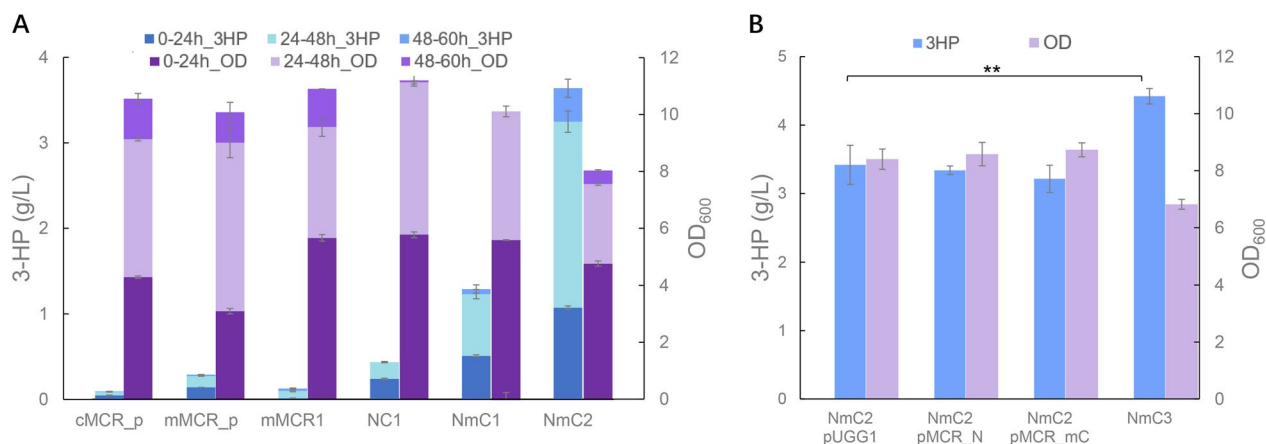 A
0-24h_3HP 24-48h_3HP 48-60h_3HP
0-24h_OD 24-48h_OD 48-60h_OD
3-HP (g/L)
4
3
2
1
0
12
10
8
6
4
2
0
OD600
cMCR_p mMCR_p mMCR1 NC1 NmC1 NmC2
B
3HP OD
**
3-HP (g/L)
5
4
3
2
1
0
12
10
8
6
4
2
0
OD600
NmC2 NmC2 NmC2 NmC3
pUGG1 pMCR_N pMCR_mC